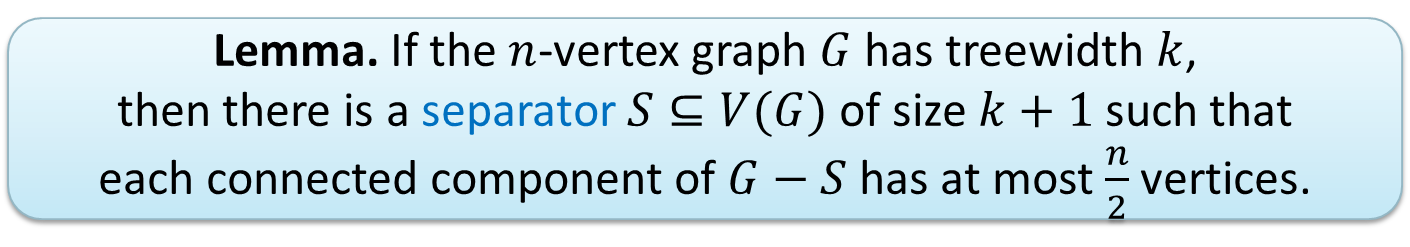 Lemma. If the n-vertex graph G has treewidth k,
then there is a separator S ⊆ V(G) of size k + 1 such that
each connected component of G − S has at most n/2 vertices.